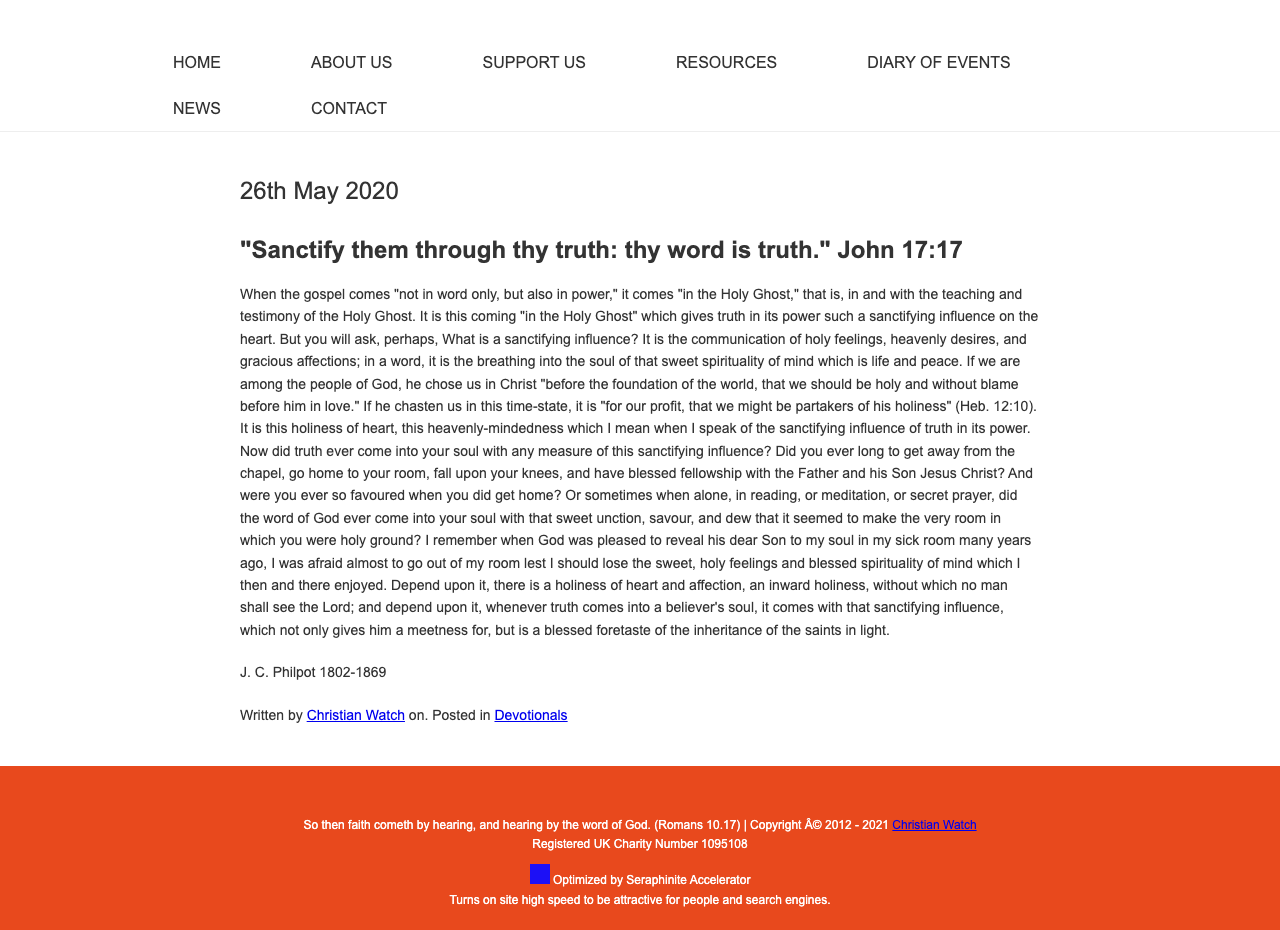 HOME ABOUT US SUPPORT US RESOURCES DIARY OF EVENTS
NEWS CONTACT
26th May 2020
"Sanctify them through thy truth: thy word is truth." John 17:17
When the gospel comes "not in word only, but also in power," it comes "in the Holy Ghost," that is, in and with the teaching and
testimony of the Holy Ghost. It is this coming "in the Holy Ghost" which gives truth in its power such a sanctifying influence on the
heart. But you will ask, perhaps, What is a sanctifying influence? It is the communication of holy feelings, heavenly desires, and
gracious affections; in a word, it is the breathing into the soul of that sweet spirituality of mind which is life and peace. If we are
among the people of God, he chose us in Christ "before the foundation of the world, that we should be holy and without blame
before him in love." If he chasten us in this time-state, it is "for our profit, that we might be partakers of his holiness" (Heb. 12:10).
It is this holiness of heart, this heavenly-mindedness which I mean when I speak of the sanctifying influence of truth in its power.
Now did truth ever come into your soul with any measure of this sanctifying influence? Did you ever long to get away from the
chapel, go home to your room, fall upon your knees, and have blessed fellowship with the Father and his Son Jesus Christ? And
were you ever so favoured when you did get home? Or sometimes when alone, in reading, or meditation, or secret prayer, did
the word of God ever come into your soul with that sweet unction, savour, and dew that it seemed to make the very room in
which you were holy ground? I remember when God was pleased to reveal his dear Son to my soul in my sick room many years
ago, I was afraid almost to go out of my room lest I should lose the sweet, holy feelings and blessed spirituality of mind which I
then and there enjoyed. Depend upon it, there is a holiness of heart and affection, an inward holiness, without which no man
shall see the Lord; and depend upon it, whenever truth comes into a believer's soul, it comes with that sanctifying influence,
which not only gives him a meetness for, but is a blessed foretaste of the inheritance of the saints in light.
J. C. Philpot 1802-1869
Written by Christian Watch on. Posted in Devotionals
So then faith cometh by hearing, and hearing by the word of God. (Romans 10.17) | Copyright Â© 2012 - 2021 Christian Watch
Registered UK Charity Number 1095108
Optimized by Seraphinite Accelerator
Turns on site high speed to be attractive for people and search engines.